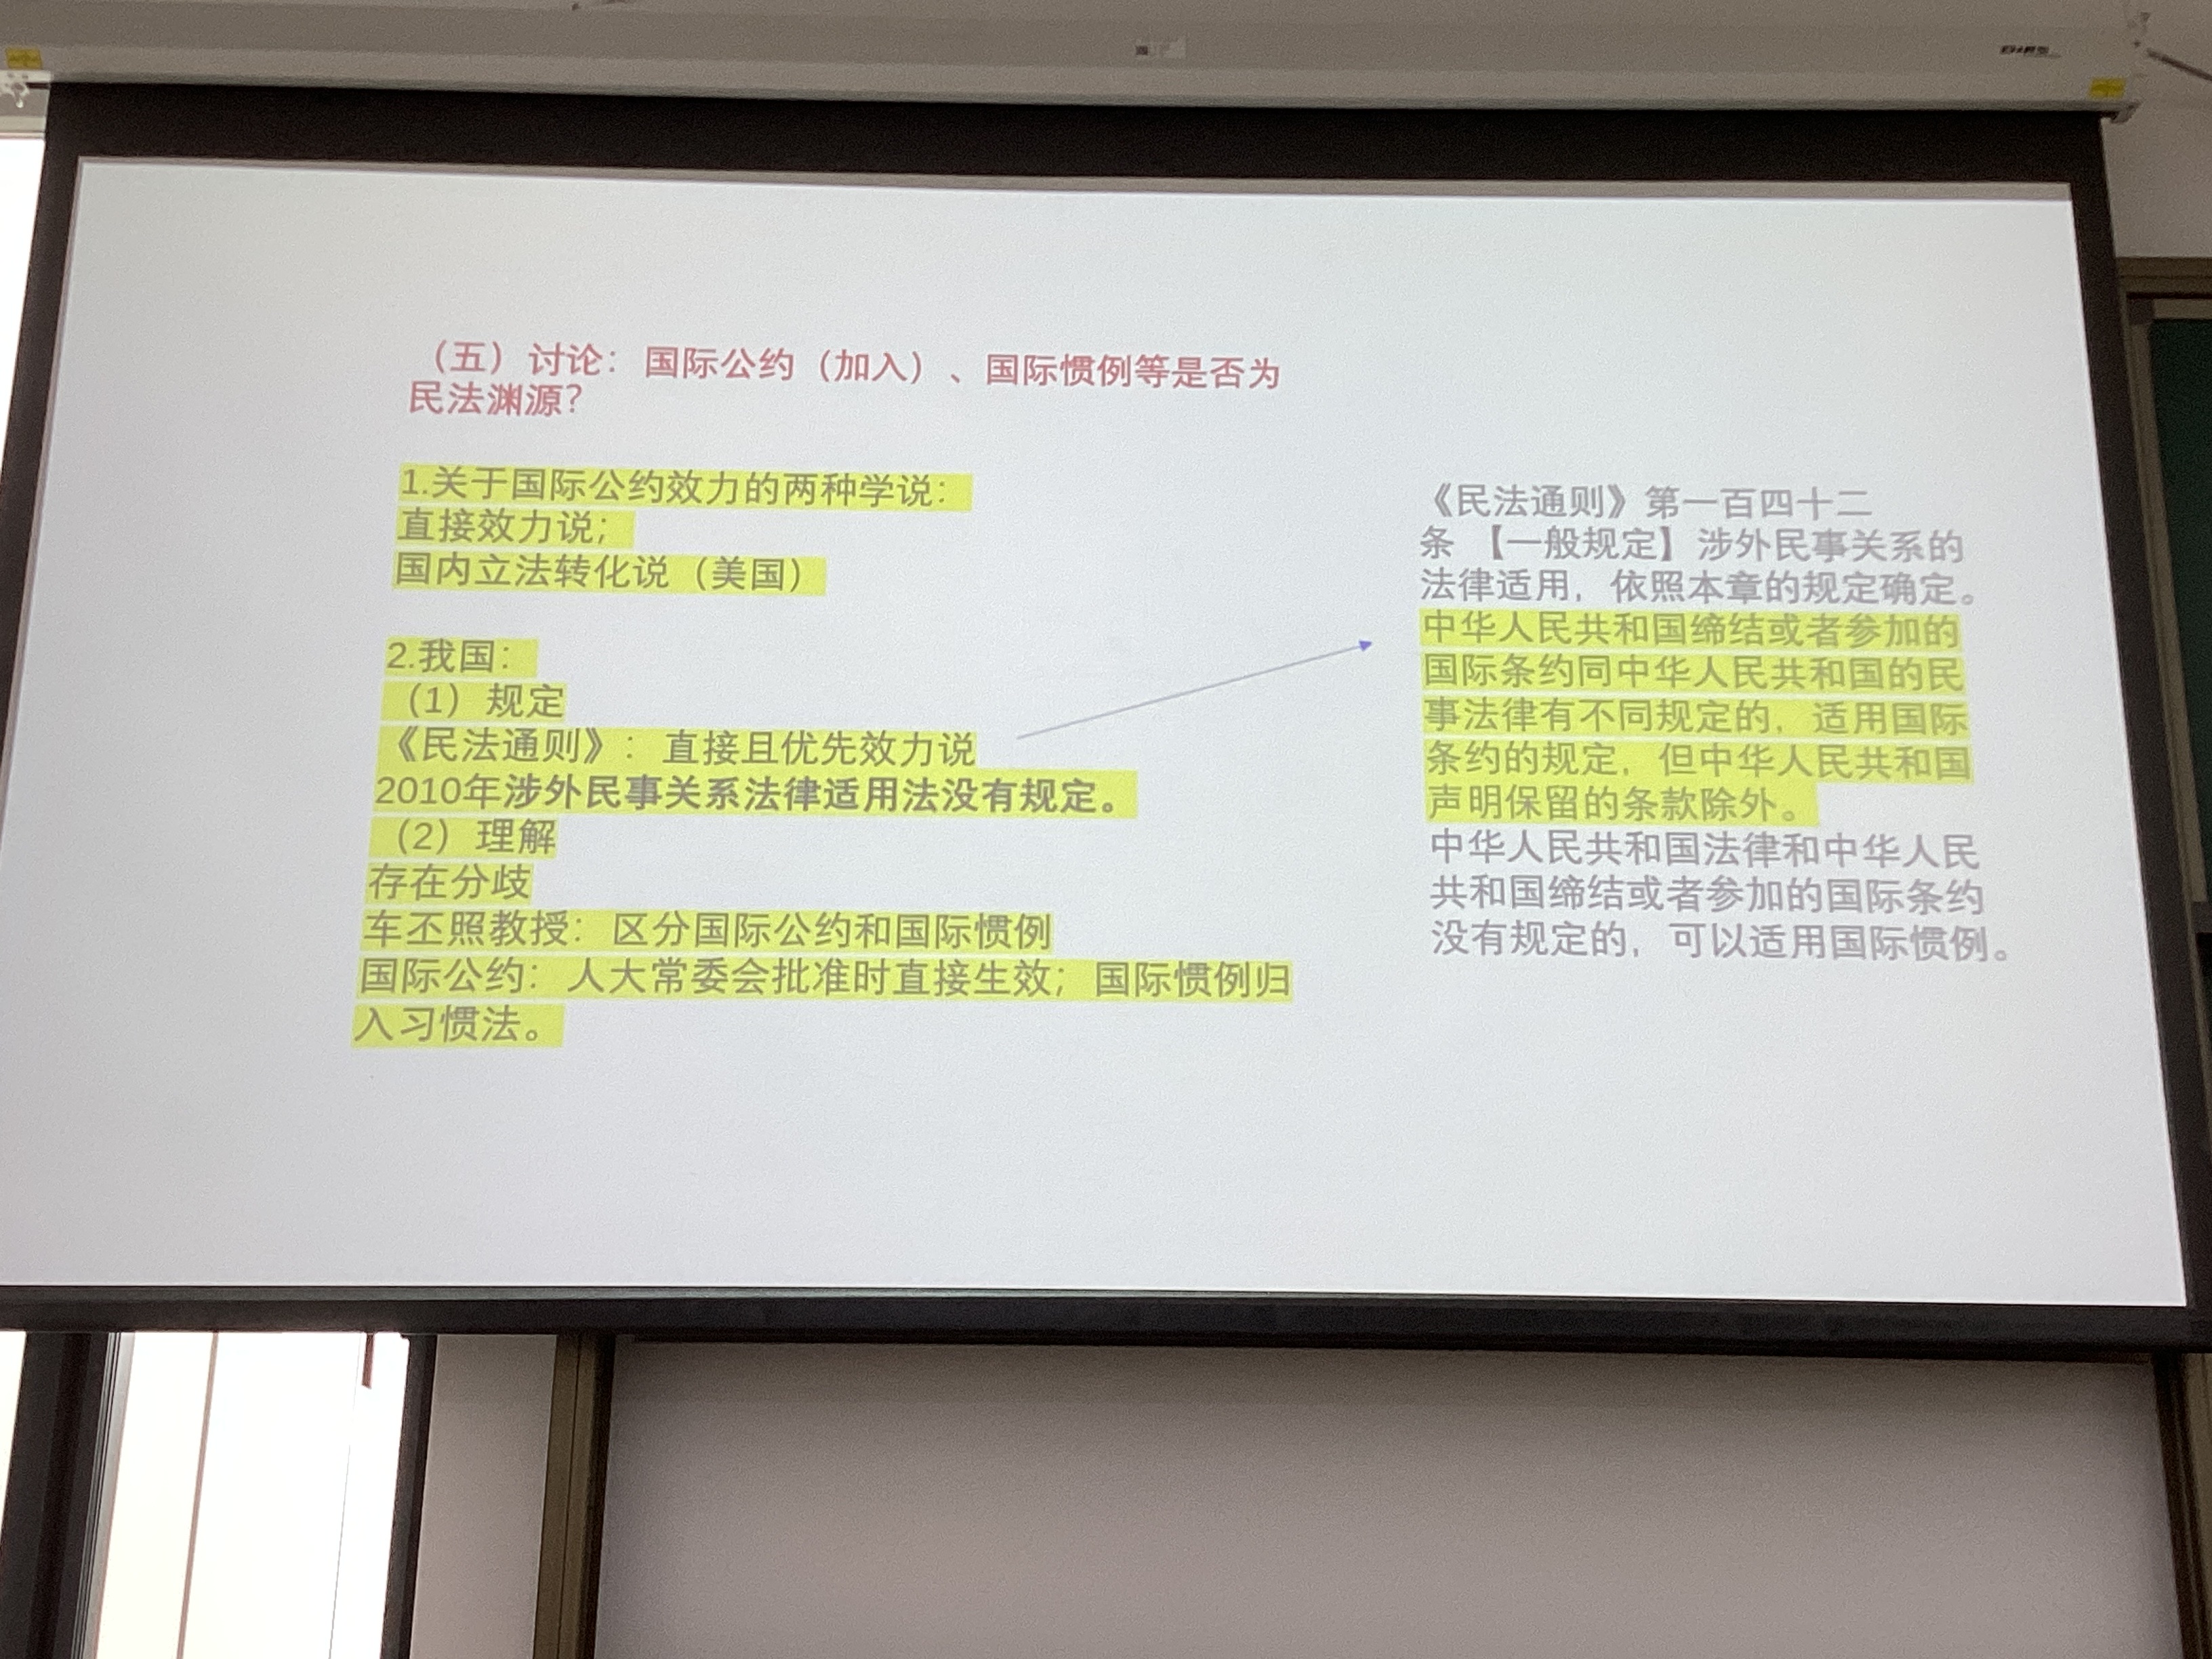 （五）讨论：国际公约（加入）、国际惯例等是否为
民法渊源？
1.关于国际公约效力的两种学说：
直接效力说；
国内立法转化说（美国）
2.我国：
（1）规定
《民法通则》：直接且优先效力说
2010年涉外民事关系法律适用法没有规定。
（2）理解
存在分歧
车丕照教授：区分国际公约和国际惯例
国际公约：人大常委会批准时直接生效；国际惯例归
入习惯法。
《民法通则》第一百四十二
条 【一般规定】涉外民事关系的
法律适用，依照本章的规定确定。
中华人民共和国缔结或者参加的
国际条约同中华人民共和国的民
事法律有不同规定的，适用国际
条约的规定，但中华人民共和国
声明保留的条款除外。
中华人民共和国法律和中华人民
共和国缔结或者参加的国际条约
没有规定的，可以适用国际惯例。